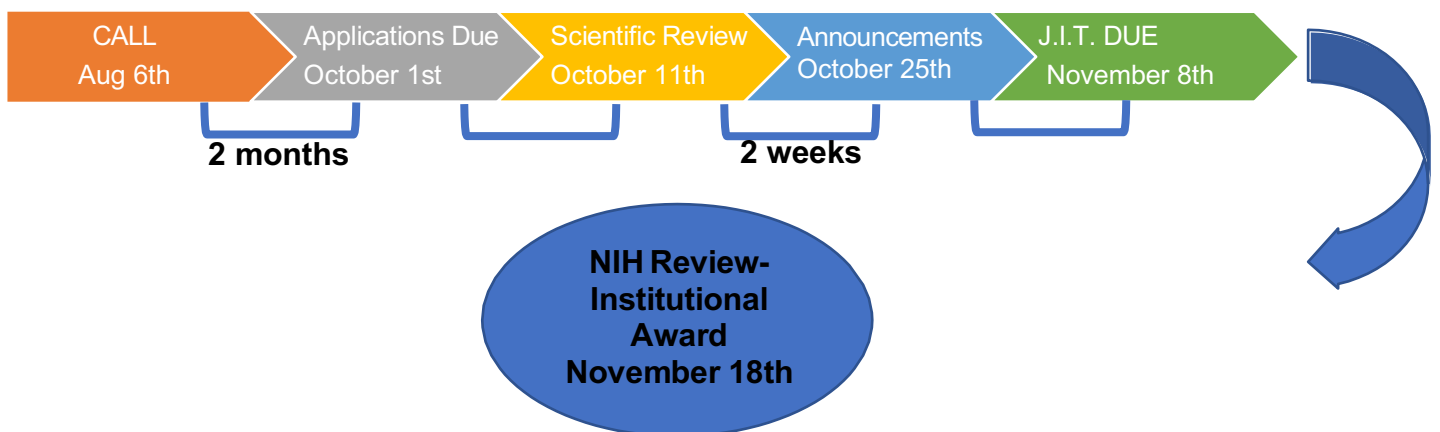 CALL
Aug 6th
Applications Due
October 1st
Scientific Review
October 11th
Announcements
October 25th
J.I.T. DUE
November 8th
2 months
2 weeks
NIH Review-
Institutional
Award
November 18th